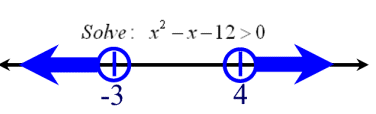 Solve: x² – x – 12 > 0
-3 4